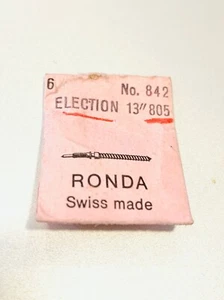 6 No. 842
ELECTION 13''' 805
RONDA
Swiss made